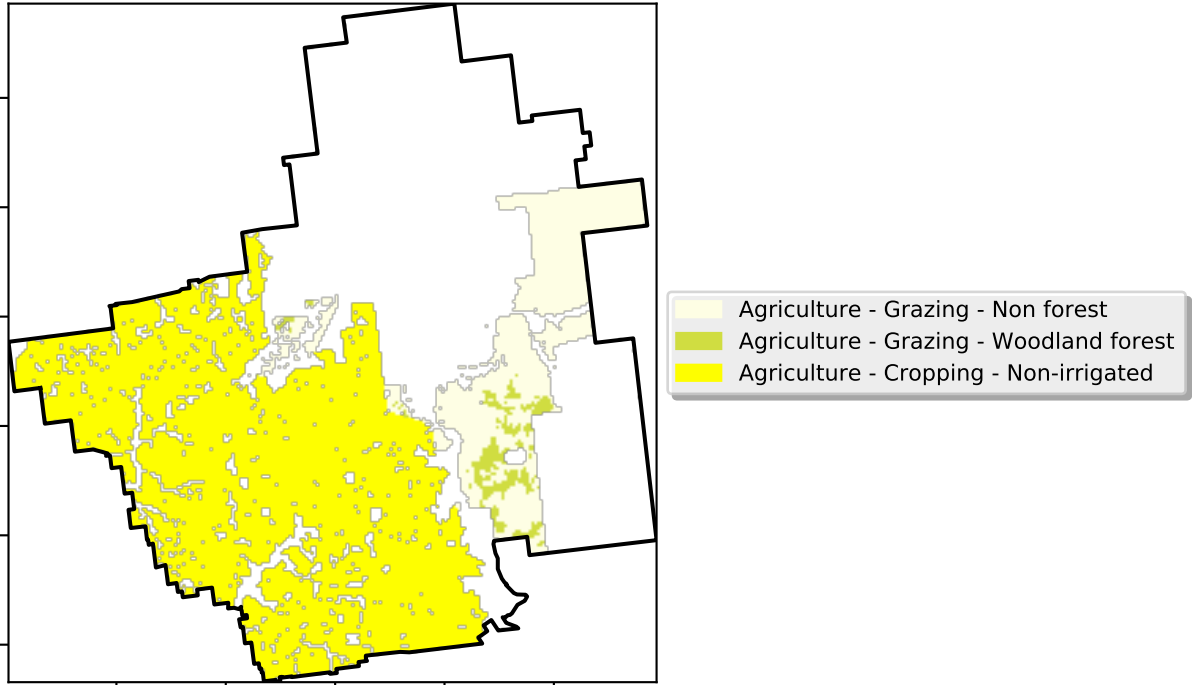 Agriculture - Grazing - Non forest
Agriculture - Grazing - Woodland forest
Agriculture - Cropping - Non-irrigated